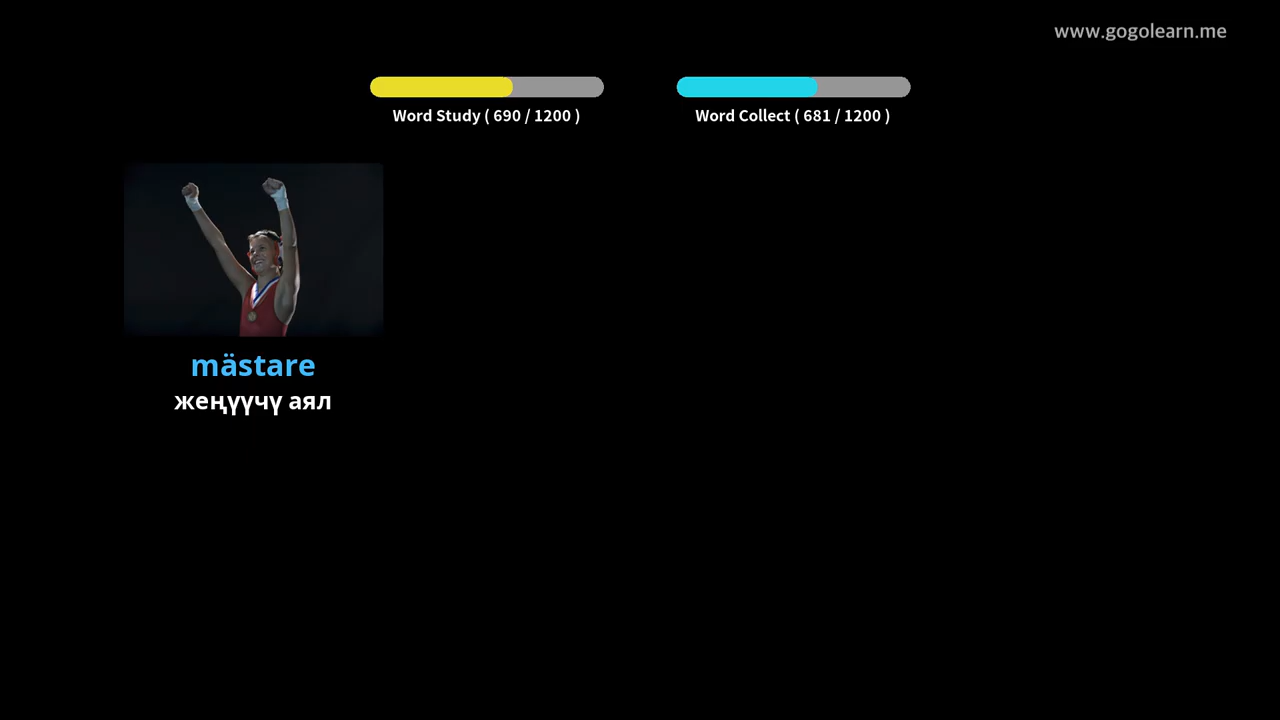 www.gogolearn.me
Word Study ( 690 / 1200 )
Word Collect ( 681 / 1200 )
mästare
жеңүүчү аял